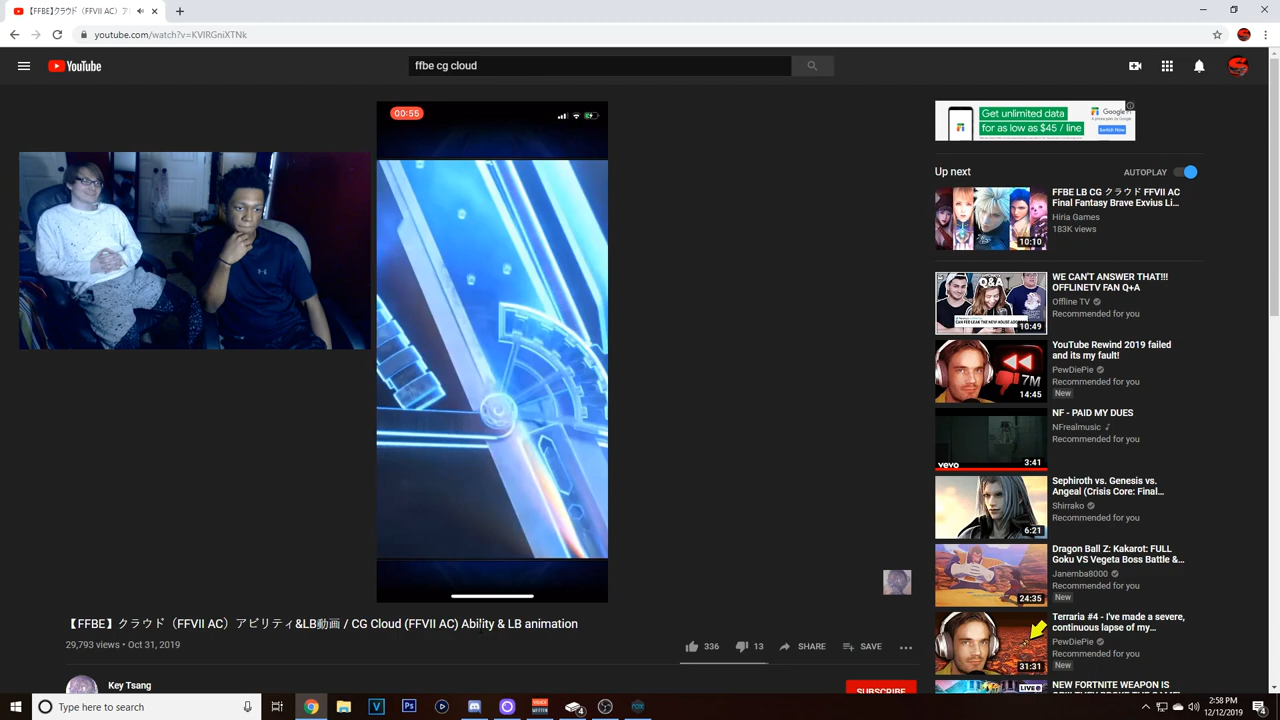 【FFBE】クラウド（FFVII AC）ア
youtube.com/watch?v=KVlRGniXTNk
YouTube
ffbe cg cloud
00:55
Get unlimited data
for as low as $45 / line
Google
Switch Now
Up next
AUTOPLAY
FFBE LB CG クラウド FFVII AC
Final Fantasy Brave Exvius Li...
Hiria Games
183K views
10:10
Q&A
10:49
WE CAN'T ANSWER THAT!!!
OFFLINETV FAN Q+A
Offline TV
Recommended for you
7M
14:45
YouTube Rewind 2019 failed
and its my fault!
PewDiePie
Recommended for you
New
vevo
3:41
NF - PAID MY DUES
NFrealmusic
Recommended for you
6:21
Sephiroth vs. Genesis vs.
Angeal (Crisis Core: Final...
Shirrako
Recommended for you
24:35
Dragon Ball Z: Kakarot: FULL
Goku VS Vegeta Boss Battle &...
Janemba8000
Recommended for you
New
31:31
Terraria #4 - I've made a severe,
continuous lapse of my...
PewDiePie
Recommended for you
New
LIVE
NEW FORTNITE WEAPON IS
【FFBE】クラウド（FFVII AC）アビリティ&LB動画 / CG Cloud (FFVII AC) Ability & LB animation
29,793 views • Oct 31, 2019
336
13
SHARE
SAVE
Key Tsang
SUBSCRIBE
Type here to search
2:58 PM
12/12/2019
4